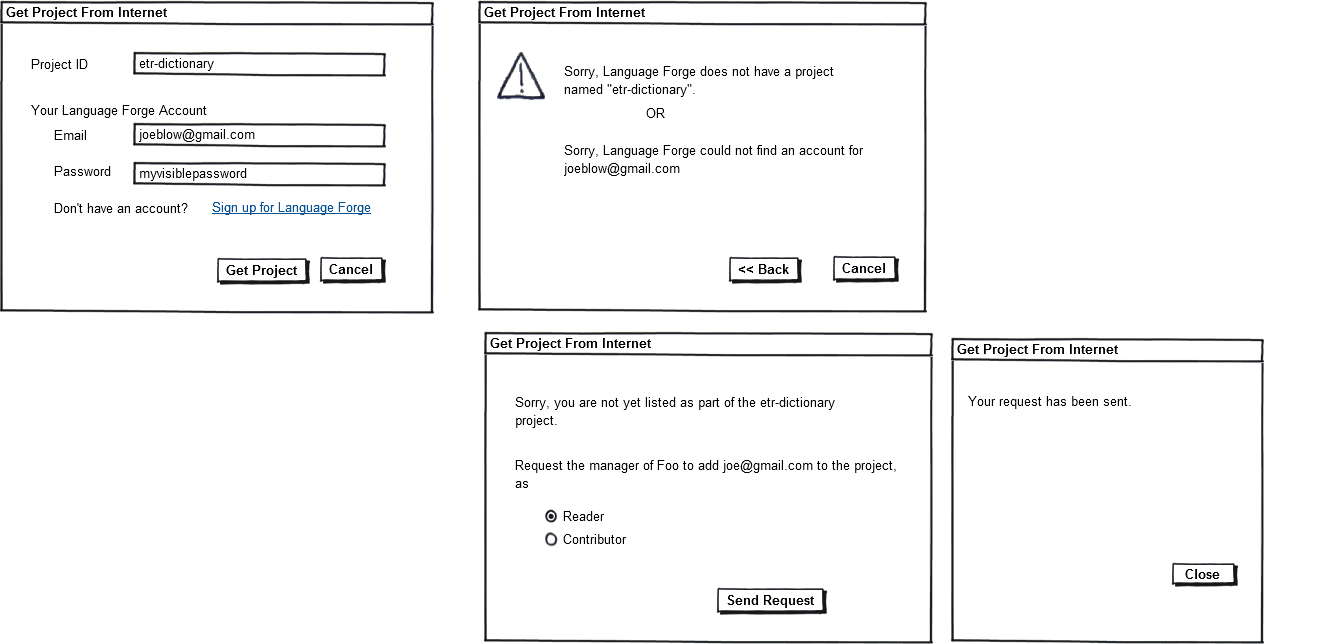 Get Project From Internet
Project ID
etr-dictionary
Your Language Forge Account
Email
joeblow@gmail.com
Password
myvisiblepassword
Don't have an account?
Sign up for Language Forge
Get Project
Cancel
Get Project From Internet
Sorry, Language Forge does not have a project
named "etr-dictionary".
OR
Sorry, Language Forge could not find an account for
joeblow@gmail.com
<< Back
Cancel
Get Project From Internet
Sorry, you are not yet listed as part of the etr-dictionary
project.
Request the manager of Foo to add joe@gmail.com to the project,
as
Reader
Contributor
Send Request
Get Project From Internet
Your request has been sent.
Close